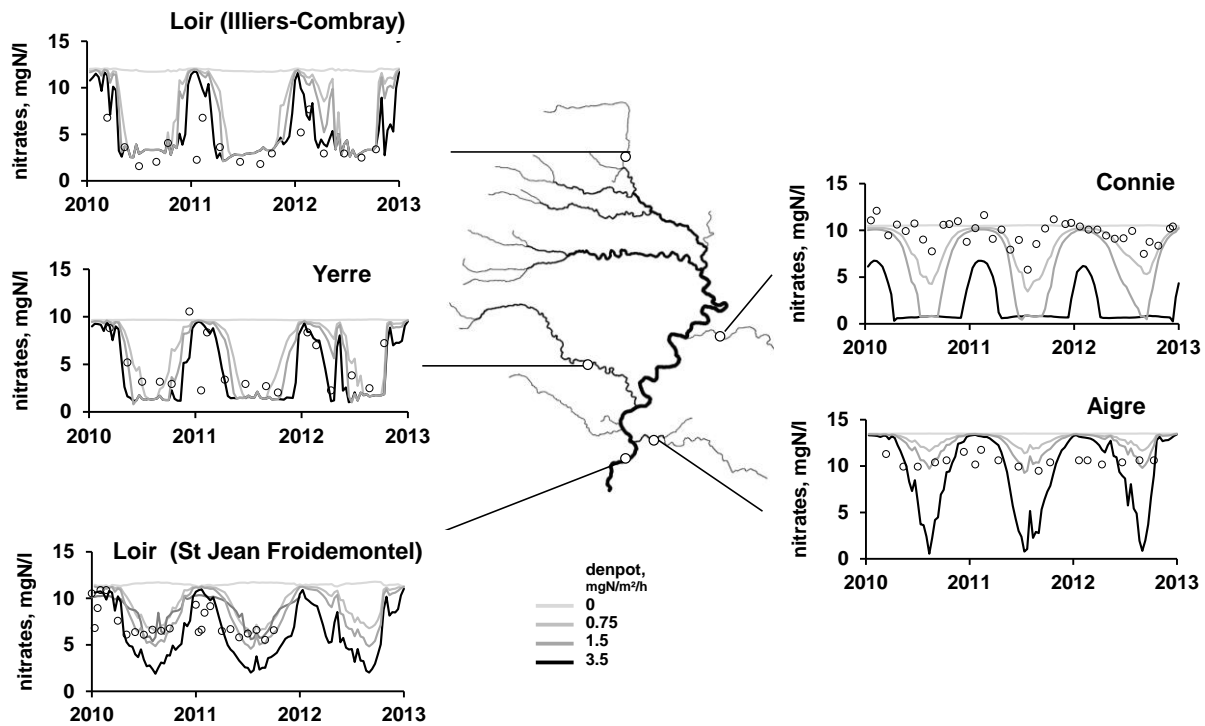 Loir (Illiers-Combray)
nitrates, mgN/l
15
10
5
0
2010 2011 2012 2013
Yerre
nitrates, mgN/l
15
10
5
0
2010 2011 2012 2013
Loir (St Jean Froidemontel)
nitrates, mgN/l
15
10
5
0
2010 2011 2012 2013
denpot,
mgN/m²/h
0
0.75
1.5
3.5
Connie
nitrates, mgN/l
15
10
5
0
2010 2011 2012 2013
Aigre
nitrates, mgN/l
15
10
5
0
2010 2011 2012 2013